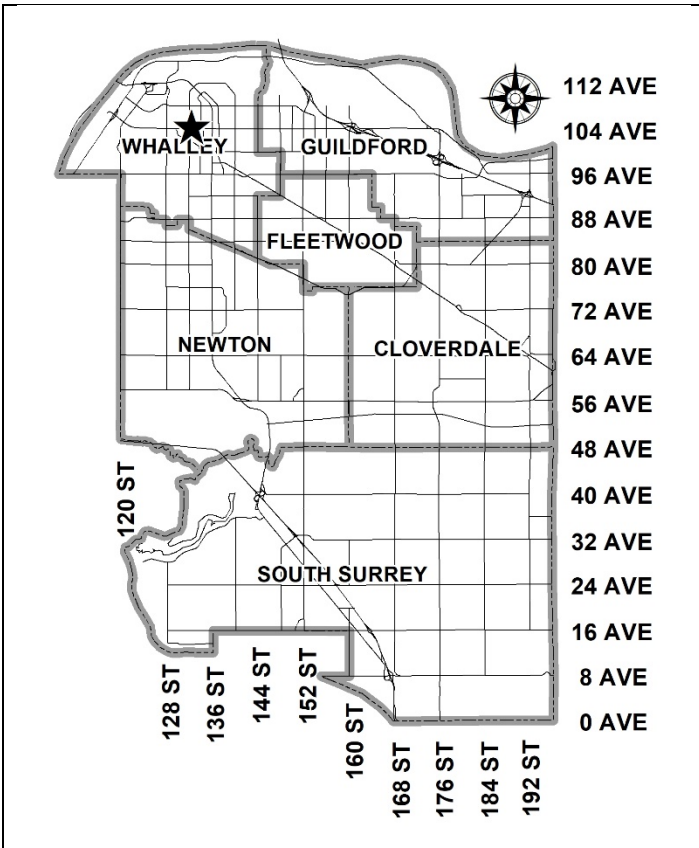 112 AVE
104 AVE
WHALLEY
GUILDFORD
96 AVE
88 AVE
FLEETWOOD
80 AVE
72 AVE
NEWTON
CLOVERDALE
64 AVE
56 AVE
48 AVE
120 ST
40 AVE
32 AVE
SOUTH SURREY
24 AVE
16 AVE
8 AVE
128 ST
136 ST
144 ST
152 ST
160 ST
0 AVE
168 ST
176 ST
184 ST
192 ST